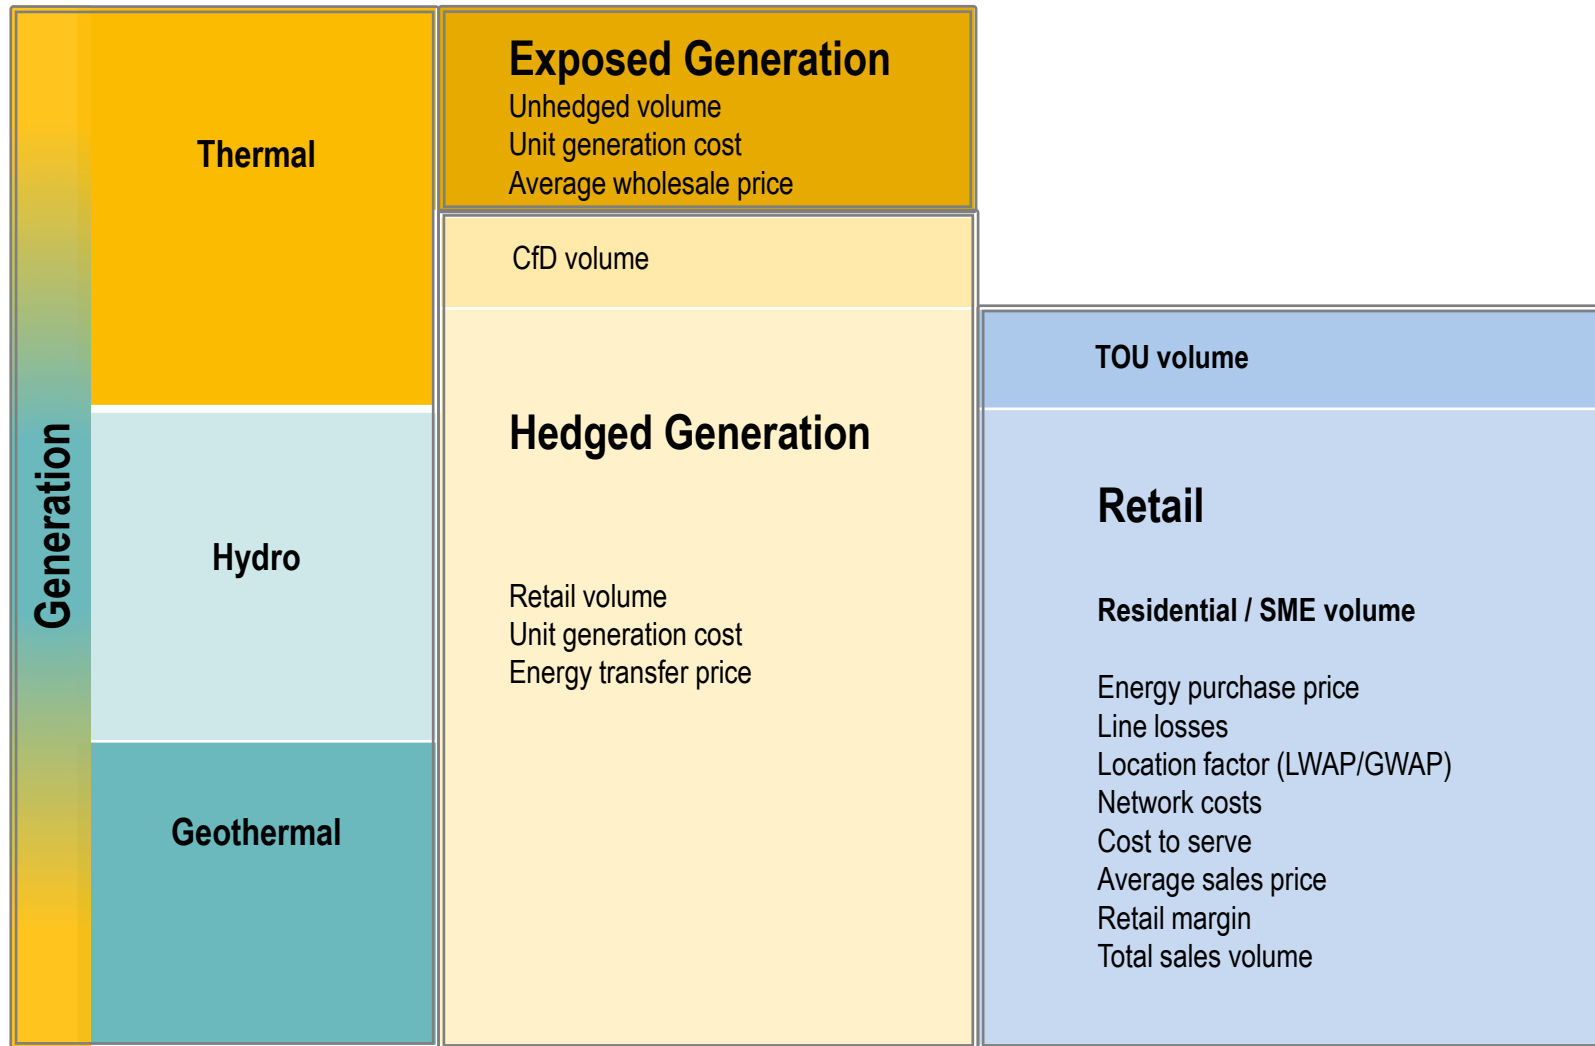 Generation
Thermal
Hydro
Geothermal
Exposed Generation
Unhedged volume
Unit generation cost
Average wholesale price
CfD volume
Hedged Generation
Retail volume
Unit generation cost
Energy transfer price
TOU volume
Retail
Residential / SME volume
Energy purchase price
Line losses
Location factor (LWAP/GWAP)
Network costs
Cost to serve
Average sales price
Retail margin
Total sales volume